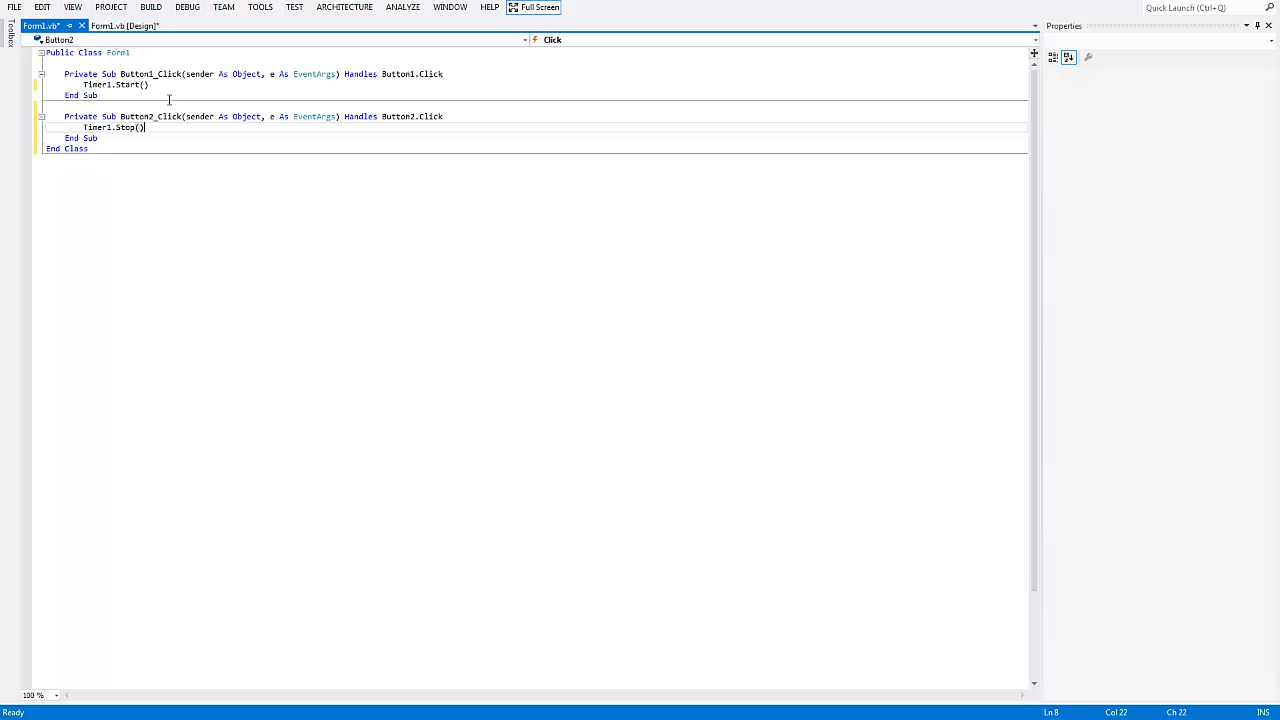 FILE EDIT VIEW PROJECT BUILD DEBUG TEAM TOOLS TEST ARCHITECTURE ANALYZE WINDOW HELP Full Screen Quick Launch (Ctrl+Q)
Form1.vb* Form1.vb [Design]* Properties
Toolbox
Button2 Click
Public Class Form1
Private Sub Button1_Click(sender As Object, e As EventArgs) Handles Button1.Click
Timer1.Start()
End Sub
Private Sub Button2_Click(sender As Object, e As EventArgs) Handles Button2.Click
Timer1.Stop()
End Sub
End Class
100 %
Ready Ln 8 Col 22 Ch 22 INS